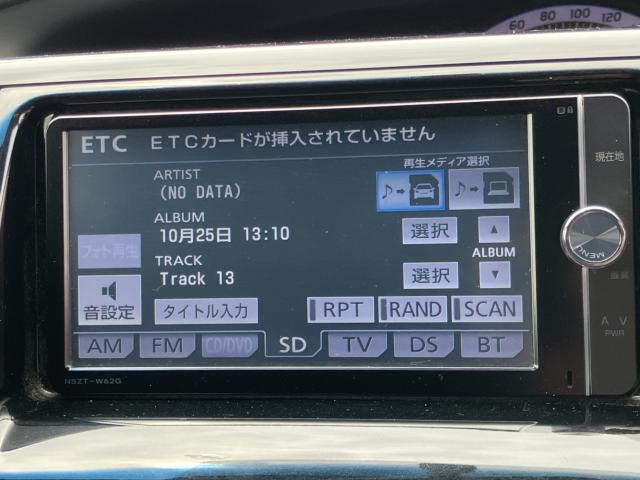 60 80 100 120
ETC ETCカードが挿入されていません
再生メディア選択
ARTIST
(NO DATA)
ALBUM
10月25日 13:10
選択
ALBUM
フォト再生
TRACK
Track 13
選択
音設定
タイトル入力
RPT RAND SCAN
AM FM CD/DVD SD TV DS BT
NSZT-W62G
現在地
MENU
画質
PWR